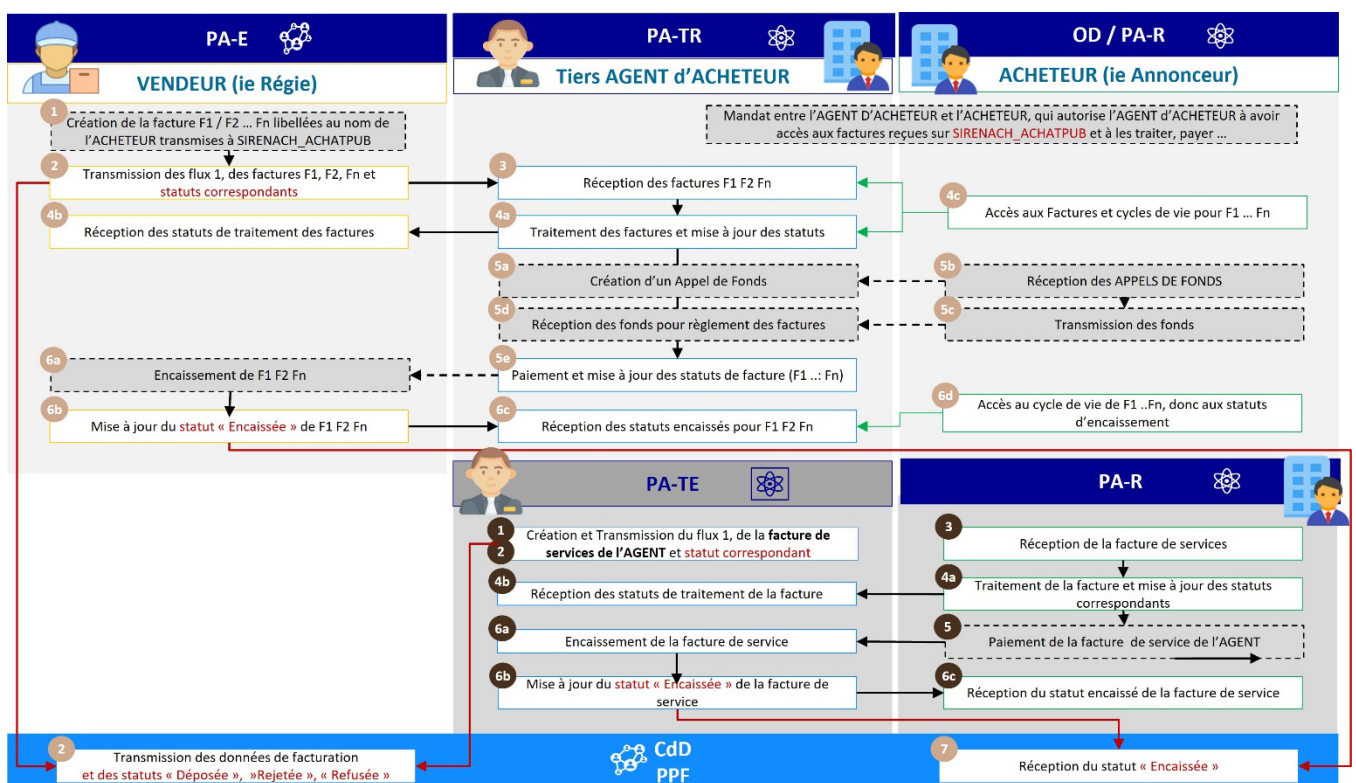 PA-E
PA-TR
OD / PA-R
VENDEUR (ie Régie)
Tiers AGENT d'ACHETEUR
ACHETEUR (ie Annonceur)
1
Création de la facture F1 / F2 ... Fn libellées au nom de
l'ACHETEUR transmises à SIRENACH_ACHATPUB
Mandat entre l'AGENT D'ACHETEUR et l'ACHETEUR, qui autorise l'AGENT d'ACHETEUR à avoir
accès aux factures reçues sur SIRENACH_ACHATPUB et à les traiter, payer ...
2
Transmission des flux 1, des factures F1, F2, Fn et
statuts correspondants
3
Réception des factures F1 F2 Fn
4c
Accès aux Factures et cycles de vie pour F1 ... Fn
4b
Réception des statuts de traitement des factures
4a
Traitement des factures et mise à jour des statuts
5a
Création d'un Appel de Fonds
5b
Réception des APPELS DE FONDS
5d
Réception des fonds pour règlement des factures
5c
Transmission des fonds
6a
Encaissement de F1 F2 Fn
5e
Paiement et mise à jour des statuts de facture (F1 ..: Fn)
6b
Mise à jour du statut « Encaissée » de F1 F2 Fn
6c
Réception des statuts encaissés pour F1 F2 Fn
6d
Accès au cycle de vie de F1 ..Fn, donc aux statuts
d'encaissement
PA-TE
PA-R
1
2
Création et Transmission du flux 1, de la facture de
services de l'AGENT et statut correspondant
3
Réception de la facture de services
4b
Réception des statuts de traitement de la facture
4a
Traitement de la facture et mise à jour des statuts
correspondants
6a
Encaissement de la facture de service
5
Paiement de la facture de service de l'AGENT
6b
Mise à jour du statut « Encaissée » de la facture de
service
6c
Réception du statut encaissé de la facture de service
2
Transmission des données de facturation
et des statuts « Déposée », »Rejetée », « Refusée »
CdD
PPF
7
Réception du statut « Encaissée »